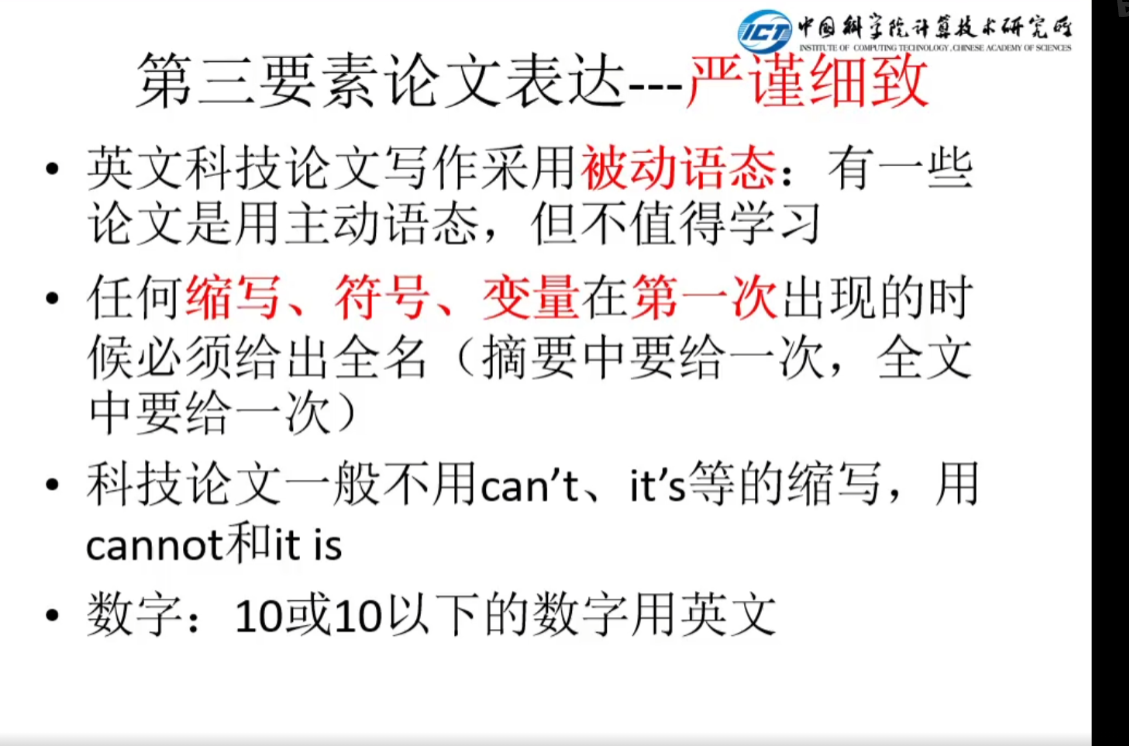 ICT 中国科学院计算技术研究所
INSTITUTE OF COMPUTING TECHNOLOGY, CHINESE ACADEMY OF SCIENCES
第三要素论文表达---严谨细致
• 英文科技论文写作采用被动语态：有一些
论文是用主动语态，但不值得学习
• 任何缩写、符号、变量在第一次出现的时
候必须给出全名（摘要中要给一次，全文
中要给一次）
• 科技论文一般不用can’t、it’s等的缩写，用
cannot和it is
• 数字：10或10以下的数字用英文